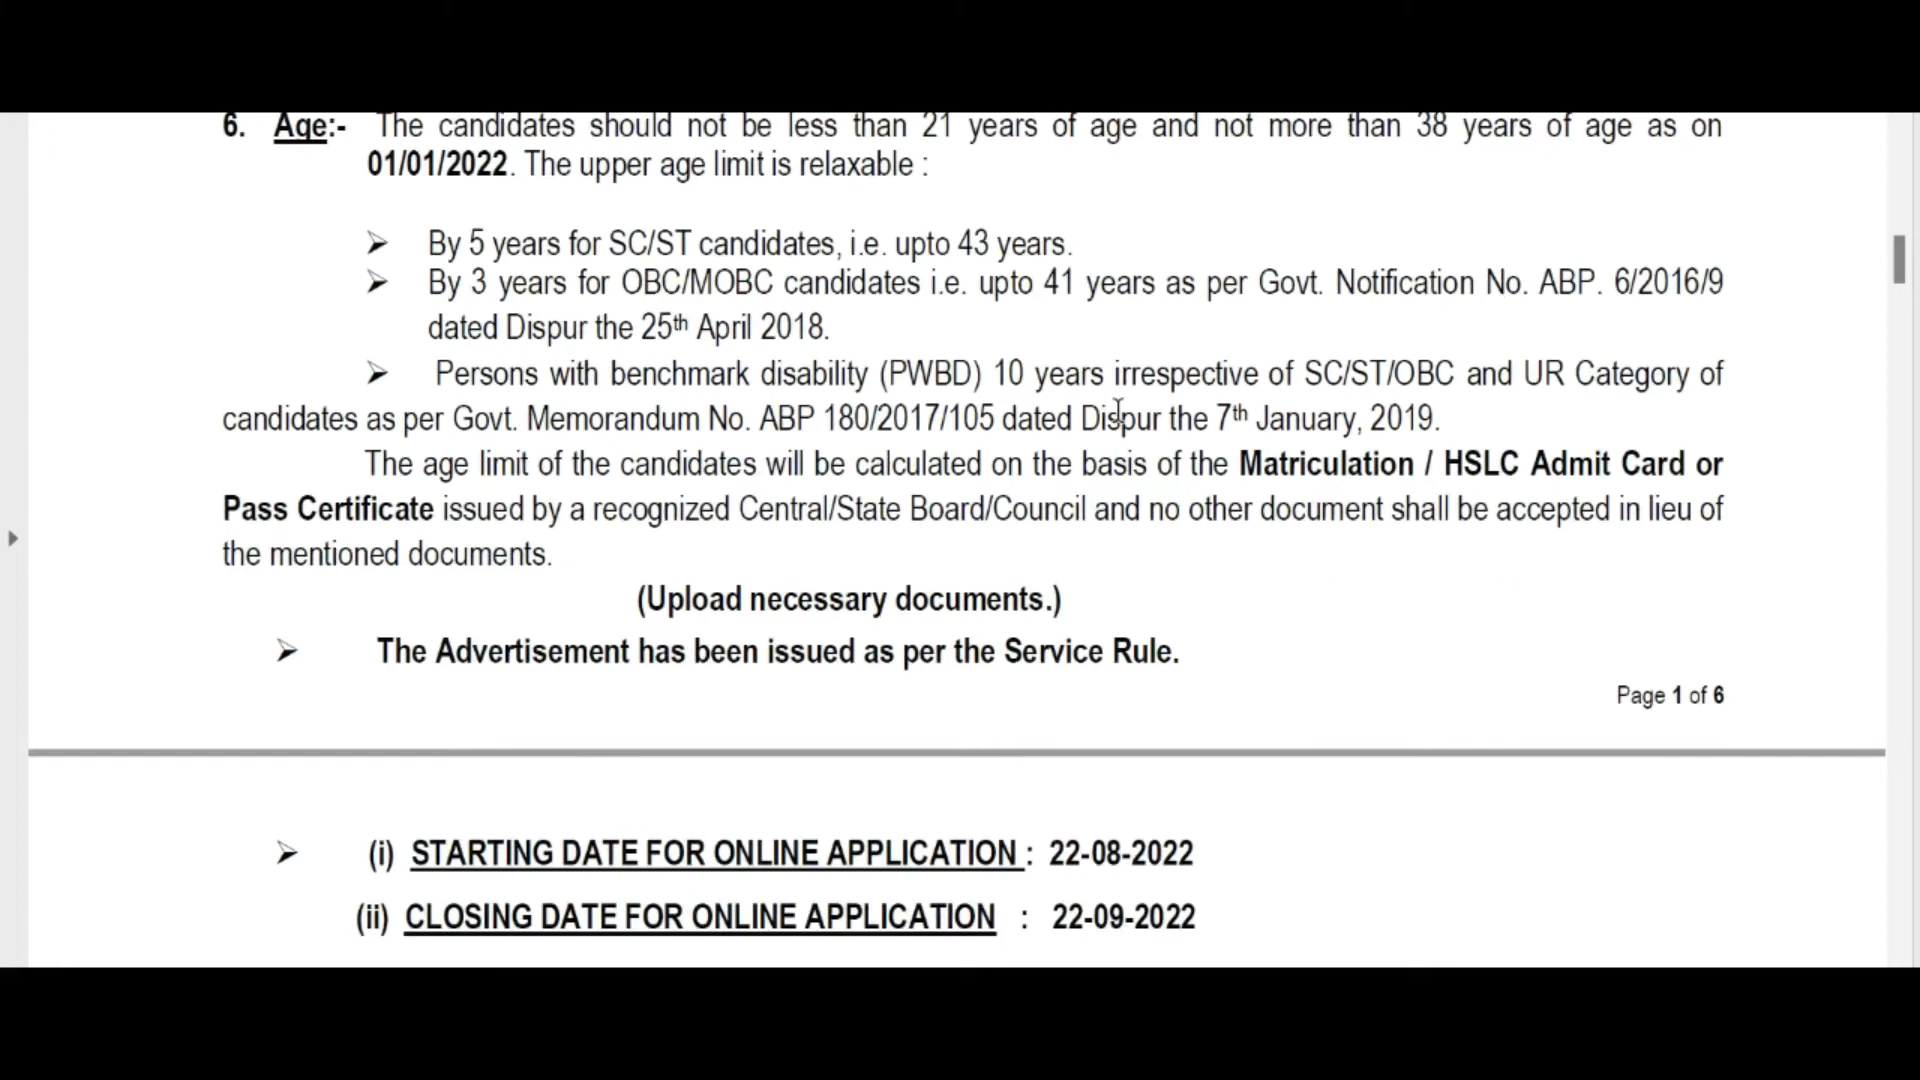 6. Age:- The candidates should not be less than 21 years of age and not more than 38 years of age as on
01/01/2022. The upper age limit is relaxable :
➢ By 5 years for SC/ST candidates, i.e. upto 43 years.
➢ By 3 years for OBC/MOBC candidates i.e. upto 41 years as per Govt. Notification No. ABP. 6/2016/9
dated Dispur the 25th April 2018.
➢ Persons with benchmark disability (PWBD) 10 years irrespective of SC/ST/OBC and UR Category of
candidates as per Govt. Memorandum No. ABP 180/2017/105 dated Dispur the 7th January, 2019.
The age limit of the candidates will be calculated on the basis of the Matriculation / HSLC Admit Card or
Pass Certificate issued by a recognized Central/State Board/Council and no other document shall be accepted in lieu of
the mentioned documents.
(Upload necessary documents.)
➢ The Advertisement has been issued as per the Service Rule.
Page 1 of 6
➢ (i) STARTING DATE FOR ONLINE APPLICATION : 22-08-2022
(ii) CLOSING DATE FOR ONLINE APPLICATION : 22-09-2022